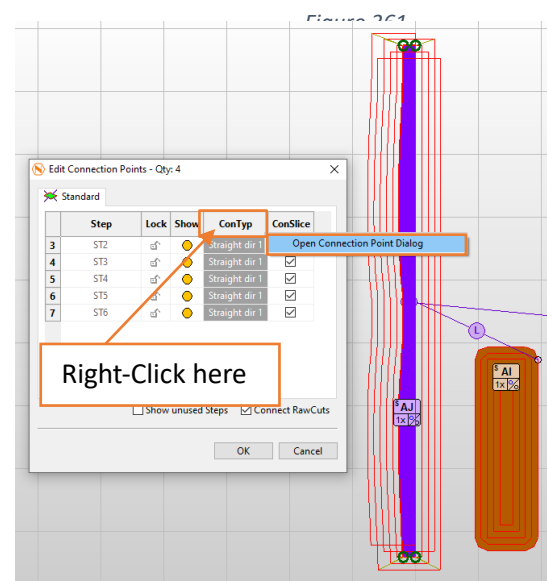 Figure 361
Edit Connection Points - Qty: 4
Standard
Step Lock Show ConTyp ConSlice
3 ST2 Straight dir 1 Open Connection Point Dialog
4 ST3 Straight dir 1
5 ST4 Straight dir 1
6 ST5 Straight dir 1
7 ST6 Straight dir 1
Right-Click here
Show unused Steps Connect RawCuts
OK Cancel
L
S AI
1x %
S AJ
1x %